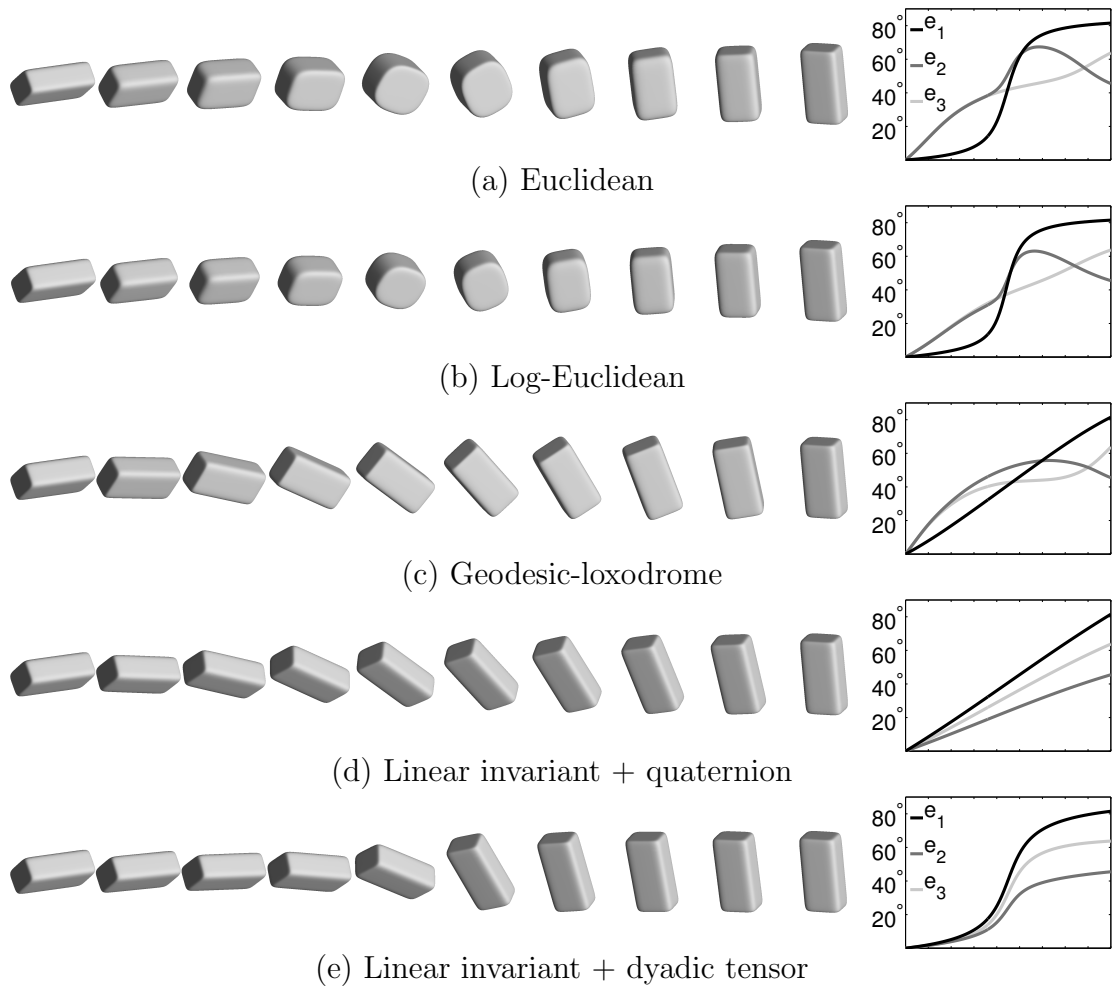 80°
60°
40°
20°
e1
e2
e3
(a) Euclidean
80°
60°
40°
20°
(b) Log-Euclidean
80°
60°
40°
20°
(c) Geodesic-loxodrome
80°
60°
40°
20°
(d) Linear invariant + quaternion
80°
60°
40°
20°
e1
e2
e3
(e) Linear invariant + dyadic tensor